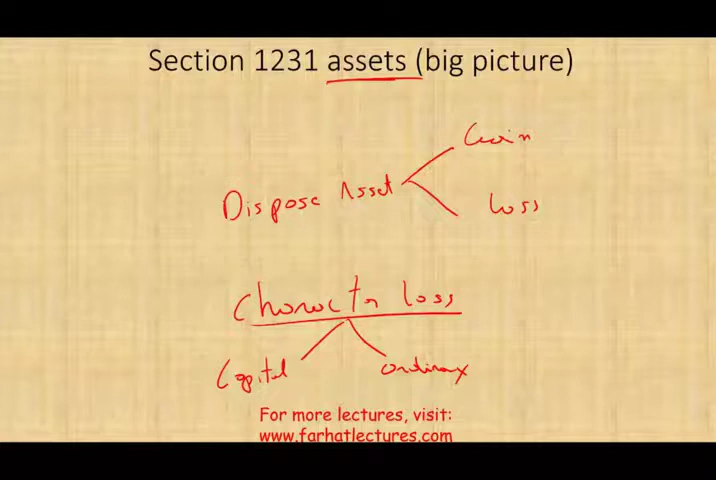 Section 1231 assets (big picture)
Gain
Dispose Asset
Loss
Character loss
Capital
ordinary
For more lectures, visit:
www.farhatlectures.com